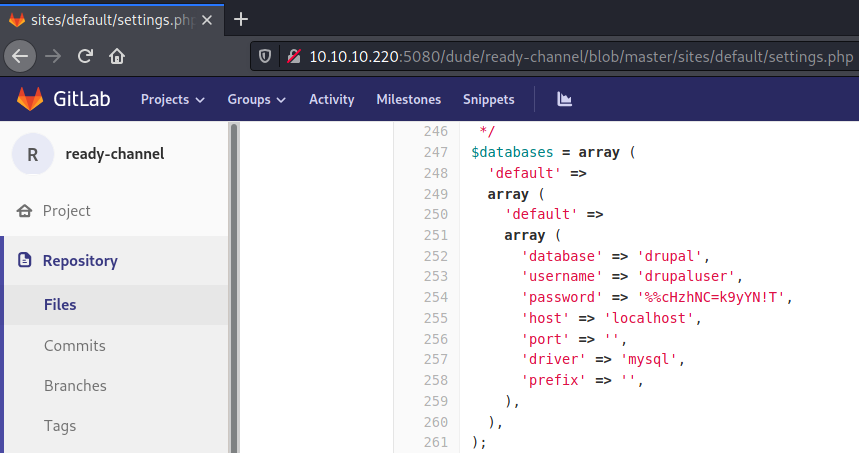 sites/default/settings.php
10.10.10.220:5080/dude/ready-channel/blob/master/sites/default/settings.php
GitLab Projects Groups Activity Milestones Snippets
R ready-channel
Project
Repository
Files
Commits
Branches
Tags
246 */
247 $databases = array (
248 'default' =>
249 array (
250 'default' =>
251 array (
252 'database' => 'drupal',
253 'username' => 'drupaluser',
254 'password' => '%%cHzhNC=k9yYN!T',
255 'host' => 'localhost',
256 'port' => '',
257 'driver' => 'mysql',
258 'prefix' => '',
259 ),
260 ),
261 );